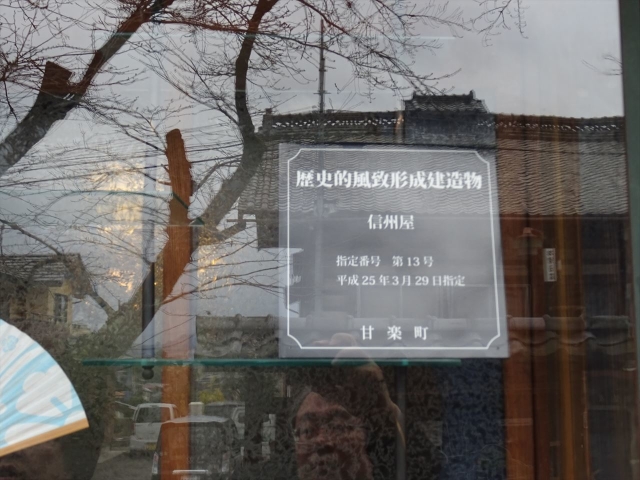 歴史的風致形成建造物
信州屋
指定番号 第13号
平成25年3月29日指定
甘楽町